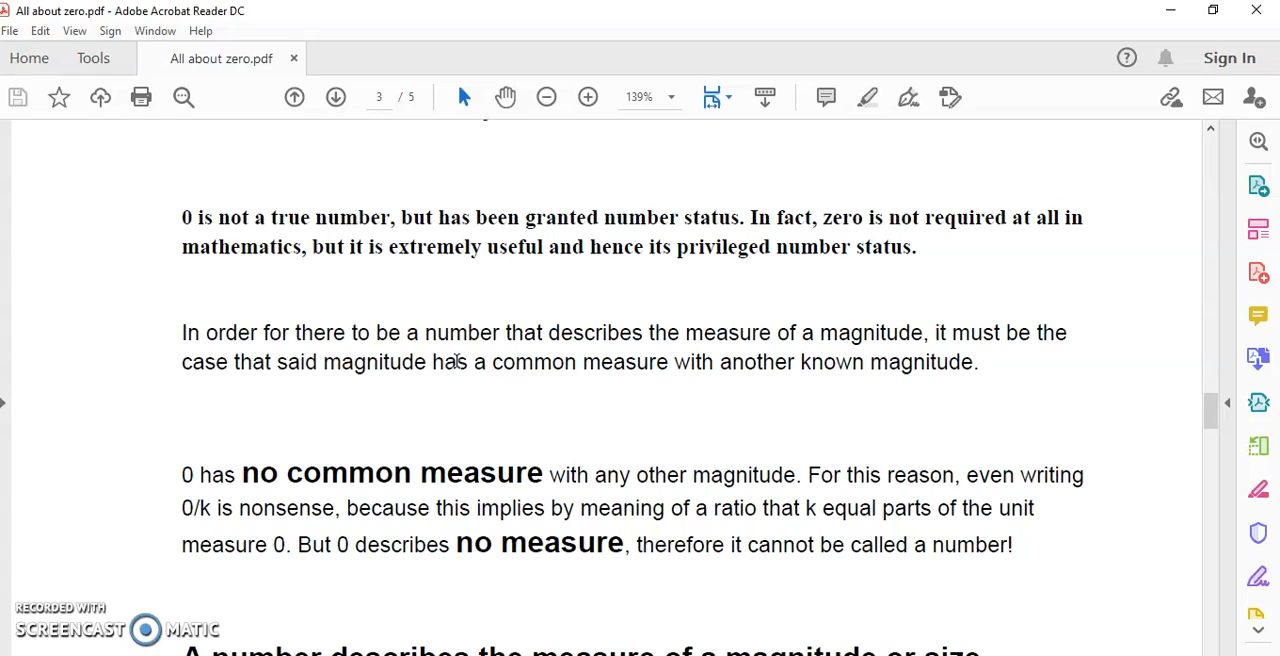 All about zero.pdf - Adobe Acrobat Reader DC
File Edit View Sign Window Help
Home Tools All about zero.pdf × ? Sign In
3 / 5 139%
0 is not a true number, but has been granted number status. In fact, zero is not required at all in
mathematics, but it is extremely useful and hence its privileged number status.
In order for there to be a number that describes the measure of a magnitude, it must be the
case that said magnitude has a common measure with another known magnitude.
0 has no common measure with any other magnitude. For this reason, even writing
0/k is nonsense, because this implies by meaning of a ratio that k equal parts of the unit
measure 0. But 0 describes no measure, therefore it cannot be called a number!
A number describes the measure of a magnitude or size
RECORDED WITH
SCREENCAST MATIC